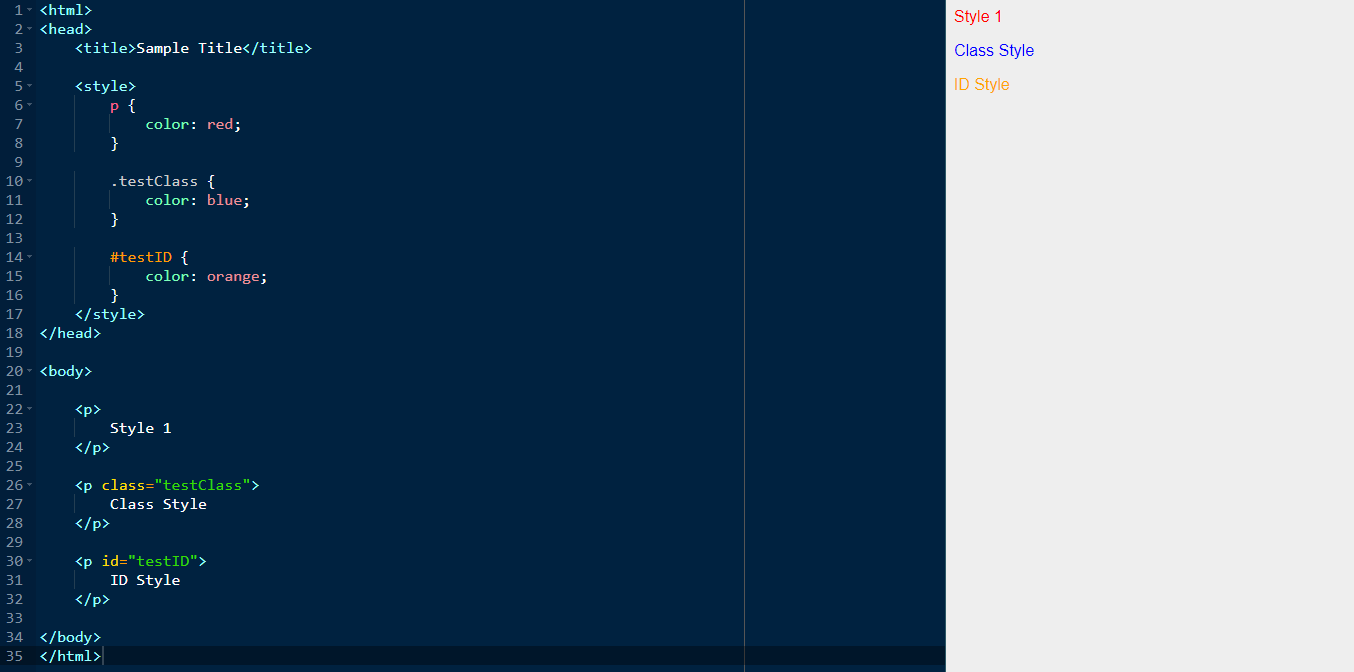 1 <html>
2 <head>
3     <title>Sample Title</title>
4
5     <style>
6         p {
7             color: red;
8         }
9
10         .testClass {
11             color: blue;
12         }
13
14         #testID {
15             color: orange;
16         }
17     </style>
18 </head>
19
20 <body>
21
22     <p>
23         Style 1
24     </p>
25
26     <p class="testClass">
27         Class Style
28     </p>
29
30     <p id="testID">
31         ID Style
32     </p>
33
34 </body>
35 </html>
Style 1
Class Style
ID Style